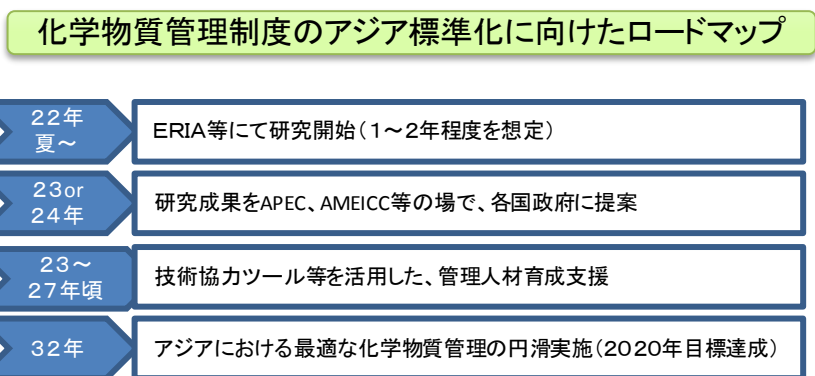 化学物質管理制度のアジア標準化に向けたロードマップ
22年
夏～
ERIA等にて研究開始（１～２年程度を想定）
２３or
２４年
研究成果をAPEC、AMEICC等の場で、各国政府に提案
２３～
２７年頃
技術協力ツール等を活用した、管理人材育成支援
３２年
アジアにおける最適な化学物質管理の円滑実施（２０２０年目標達成）